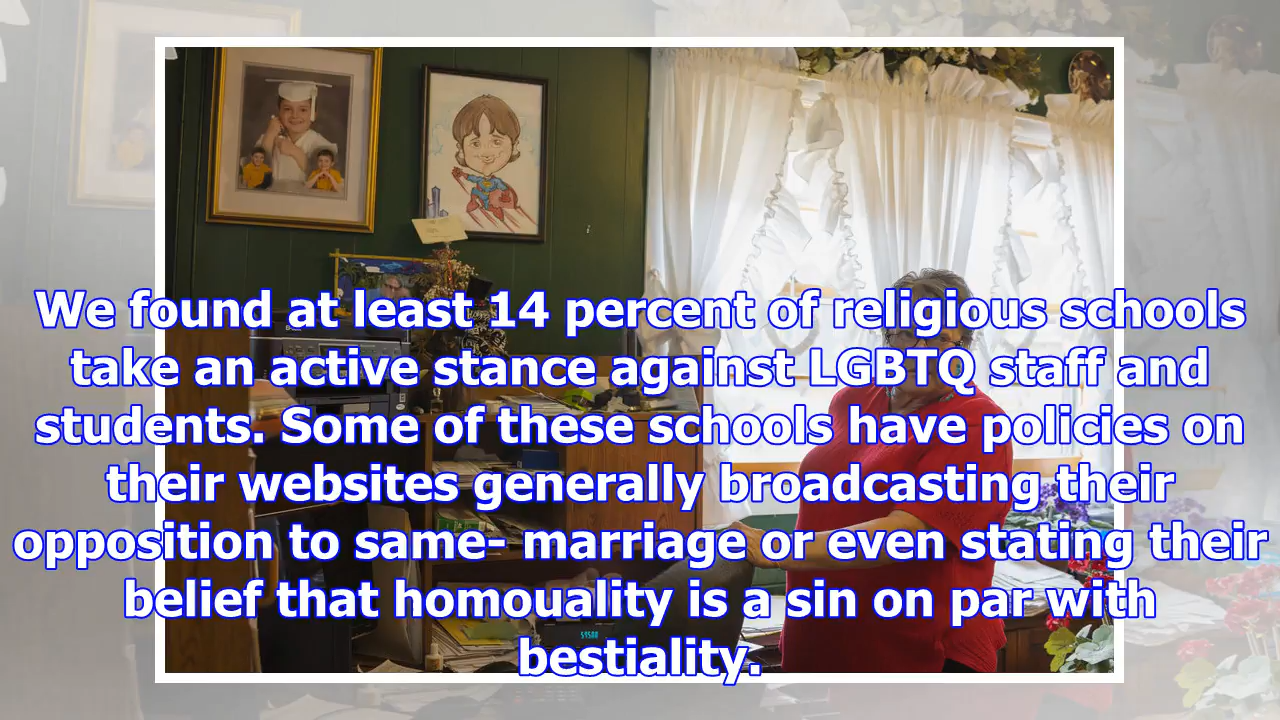 We found at least 14 percent of religious schools
take an active stance against LGBTQ staff and
students. Some of these schools have policies on
their websites generally broadcasting their
opposition to same- marriage or even stating their
belief that homouality is a sin on par with
bestiality.